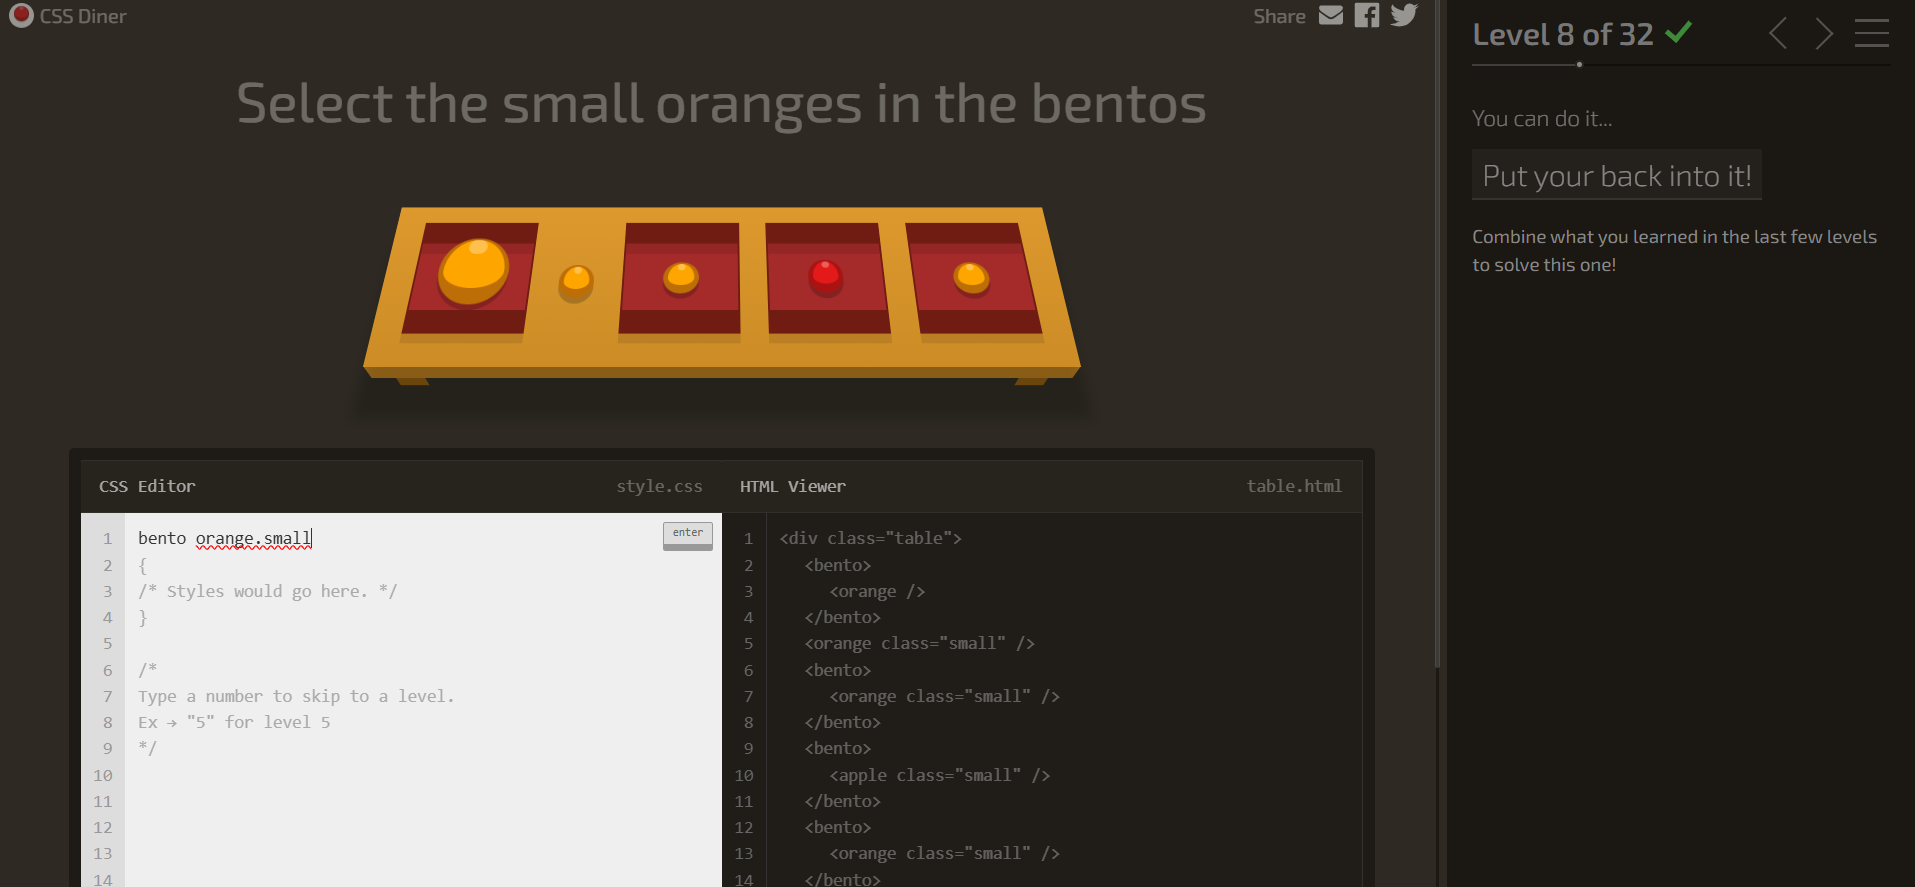 CSS Diner
Share
Select the small oranges in the bentos
CSS Editor style.css
1 bento orange.small
enter
2 {
3 /* Styles would go here. */
4 }
5
6 /*
7 Type a number to skip to a level.
8 Ex → "5" for level 5
9 */
10
11
12
13
14
HTML Viewer table.html
1 <div class="table">
2 <bento>
3 <orange />
4 </bento>
5 <orange class="small" />
6 <bento>
7 <orange class="small" />
8 </bento>
9 <bento>
10 <apple class="small" />
11 </bento>
12 <bento>
13 <orange class="small" />
14 </bento>
Level 8 of 32
You can do it...
Put your back into it!
Combine what you learned in the last few levels
to solve this one!